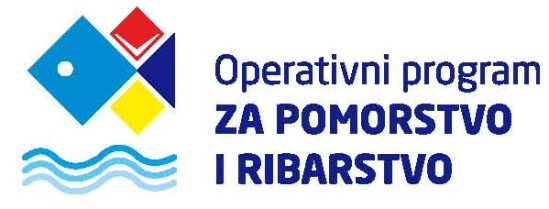 Operativni program
ZA POMORSTVO
I RIBARSTVO